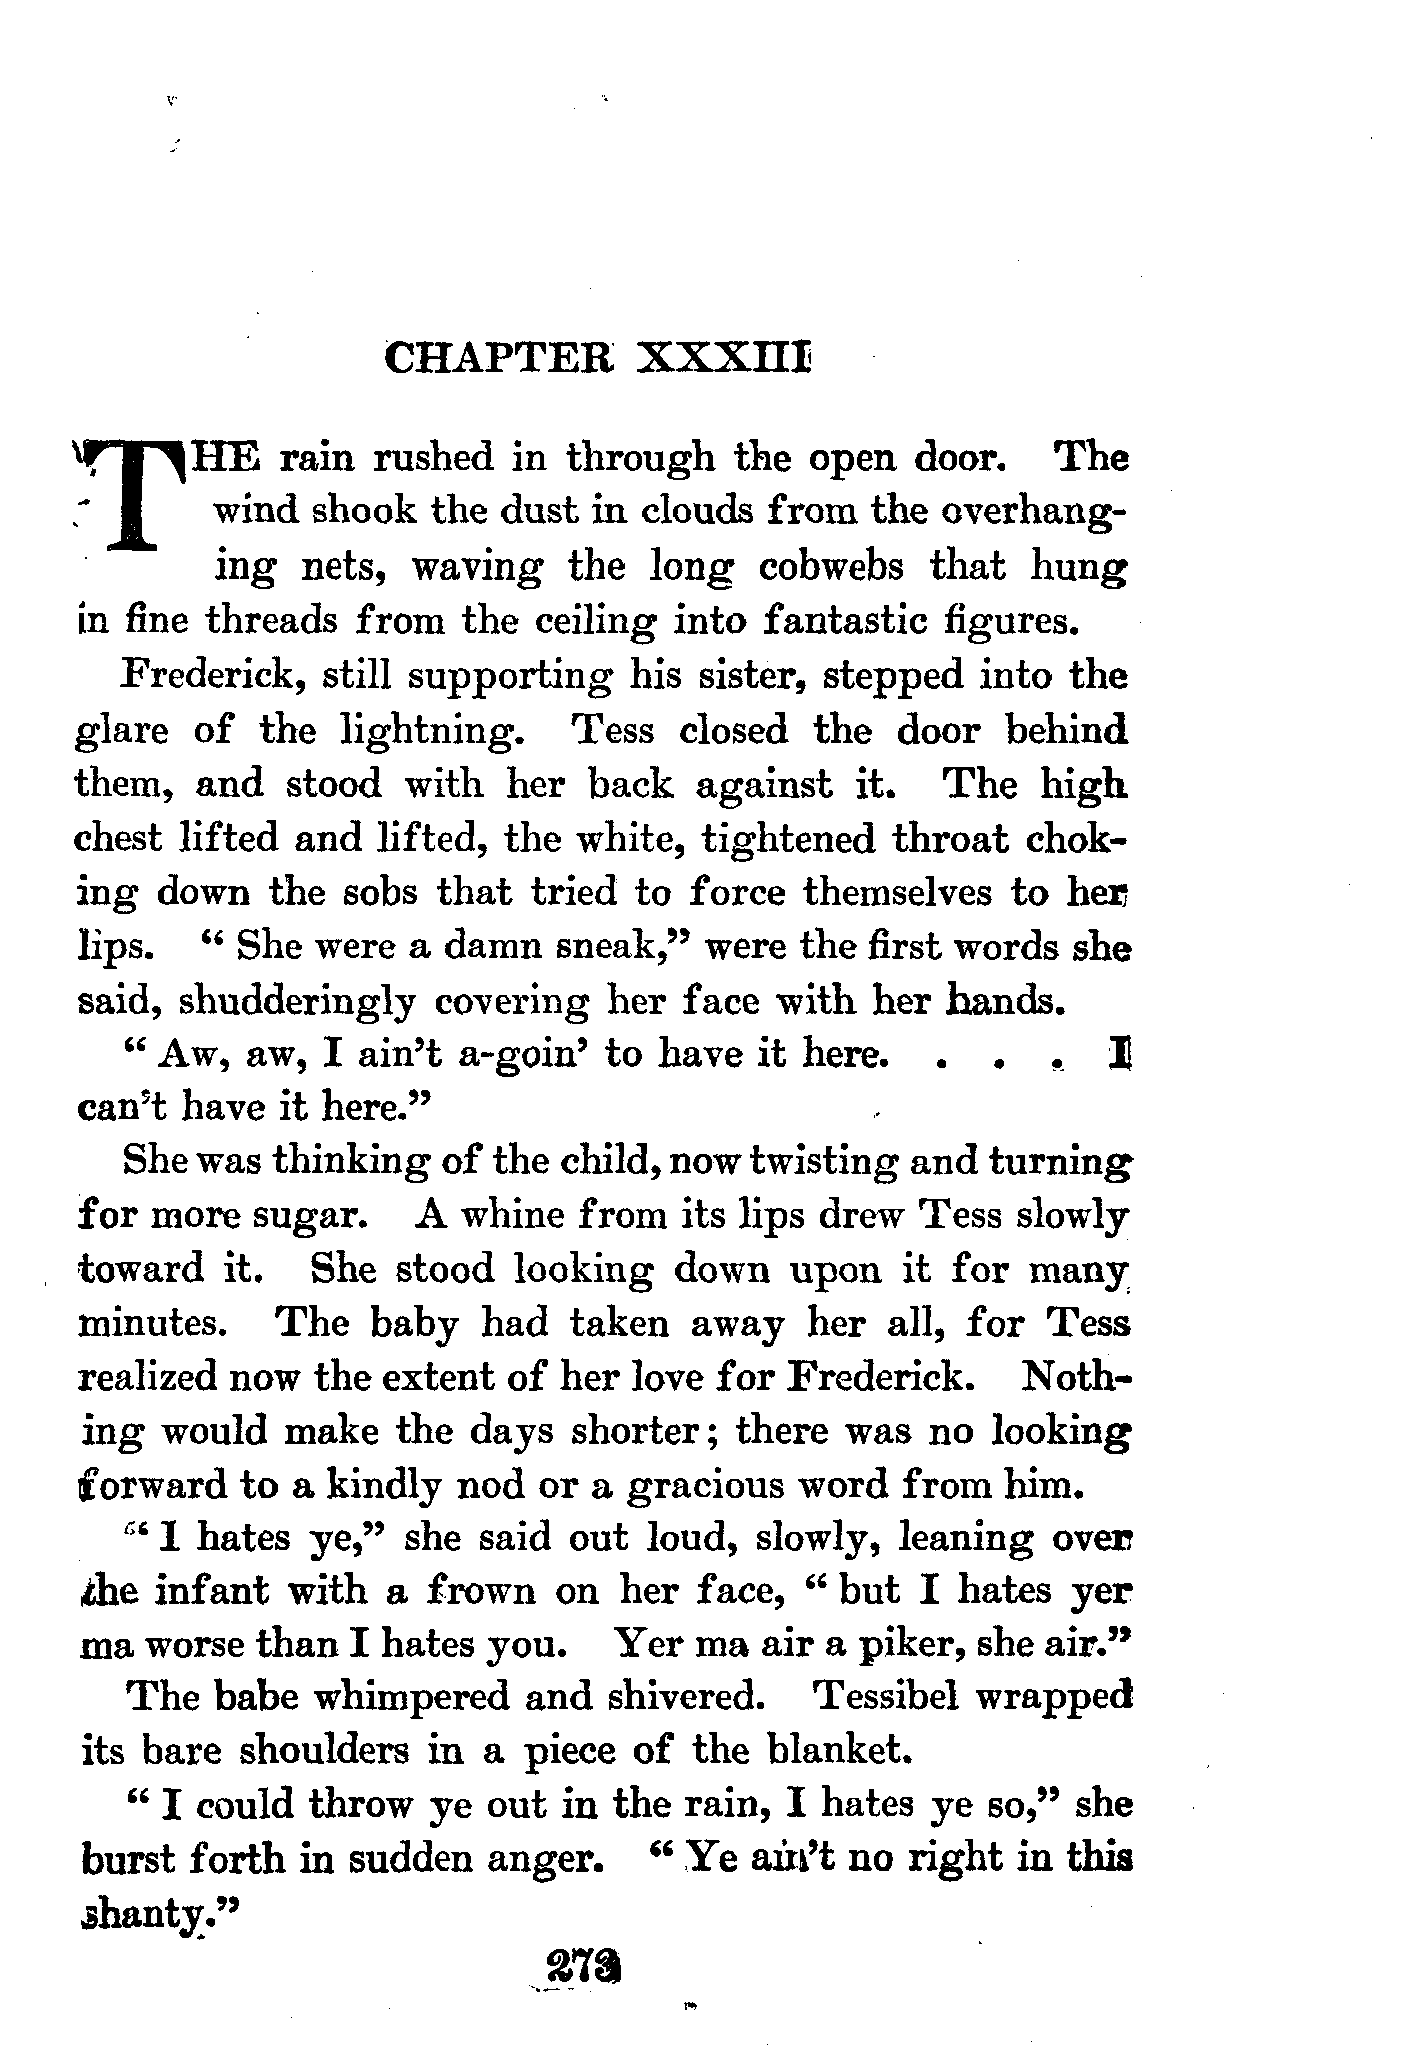 CHAPTER XXXIII
THE rain rushed in through the open door. The
wind shook the dust in clouds from the overhang-
ing nets, waving the long cobwebs that hung
in fine threads from the ceiling into fantastic figures.
Frederick, still supporting his sister, stepped into the
glare of the lightning. Tess closed the door behind
them, and stood with her back against it. The high
chest lifted and lifted, the white, tightened throat chok-
ing down the sobs that tried to force themselves to her
lips. “ She were a damn sneak,” were the first words she
said, shudderingly covering her face with her hands.
“ Aw, aw, I ain’t a-goin’ to have it here. . . . I
can’t have it here.”
She was thinking of the child, now twisting and turning
for more sugar. A whine from its lips drew Tess slowly
toward it. She stood looking down upon it for many
minutes. The baby had taken away her all, for Tess
realized now the extent of her love for Frederick. Noth-
ing would make the days shorter; there was no looking
forward to a kindly nod or a gracious word from him.
“ I hates ye,” she said out loud, slowly, leaning over
the infant with a frown on her face, “ but I hates yer
ma worse than I hates you. Yer ma air a piker, she air.”
The babe whimpered and shivered. Tessibel wrapped
its bare shoulders in a piece of the blanket.
“ I could throw ye out in the rain, I hates ye so,” she
burst forth in sudden anger. “ Ye ain’t no right in this
shanty.”
273